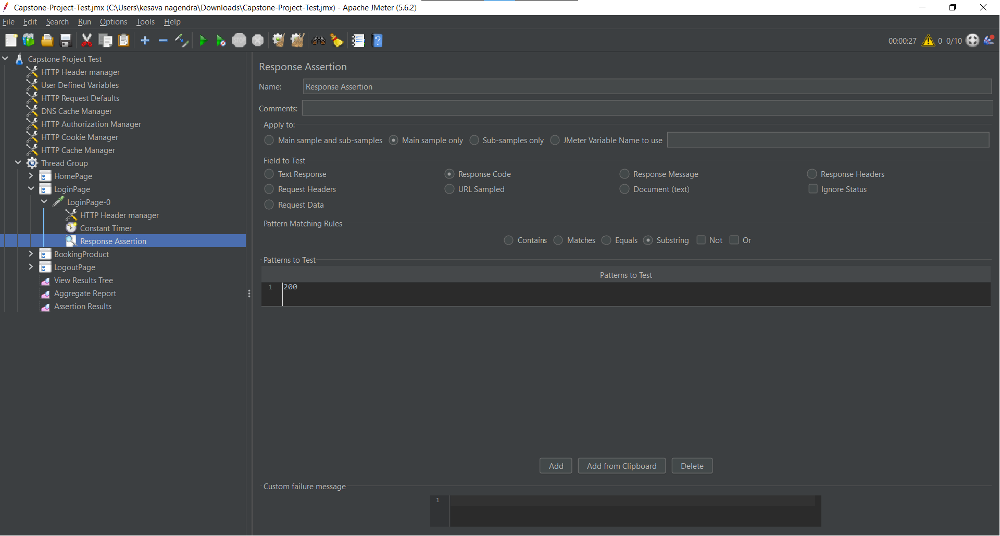 Capstone-Project-Test.jmx (C:\Users\kesava nagendra\Downloads\Capstone-Project-Test.jmx) - Apache JMeter (5.6.2)
File Edit Search Run Options Tools Help
STOP
00:00:27 0 0/10
Capstone Project Test
HTTP Header manager
User Defined Variables
HTTP Request Defaults
DNS Cache Manager
HTTP Authorization Manager
HTTP Cookie Manager
HTTP Cache Manager
Thread Group
HomePage
LoginPage
LoginPage-0
HTTP Header manager
Constant Timer
Response Assertion
BookingProduct
LogoutPage
View Results Tree
Aggregate Report
Assertion Results
Response Assertion
Name: Response Assertion
Comments:
Apply to:
Main sample and sub-samples Main sample only Sub-samples only JMeter Variable Name to use
Field to Test
Text Response Response Code Response Message Response Headers
Request Headers URL Sampled Document (text) Ignore Status
Request Data
Pattern Matching Rules
Contains Matches Equals Substring Not Or
Patterns to Test
Patterns to Test
1 200
Add Add from Clipboard Delete
Custom failure message
1